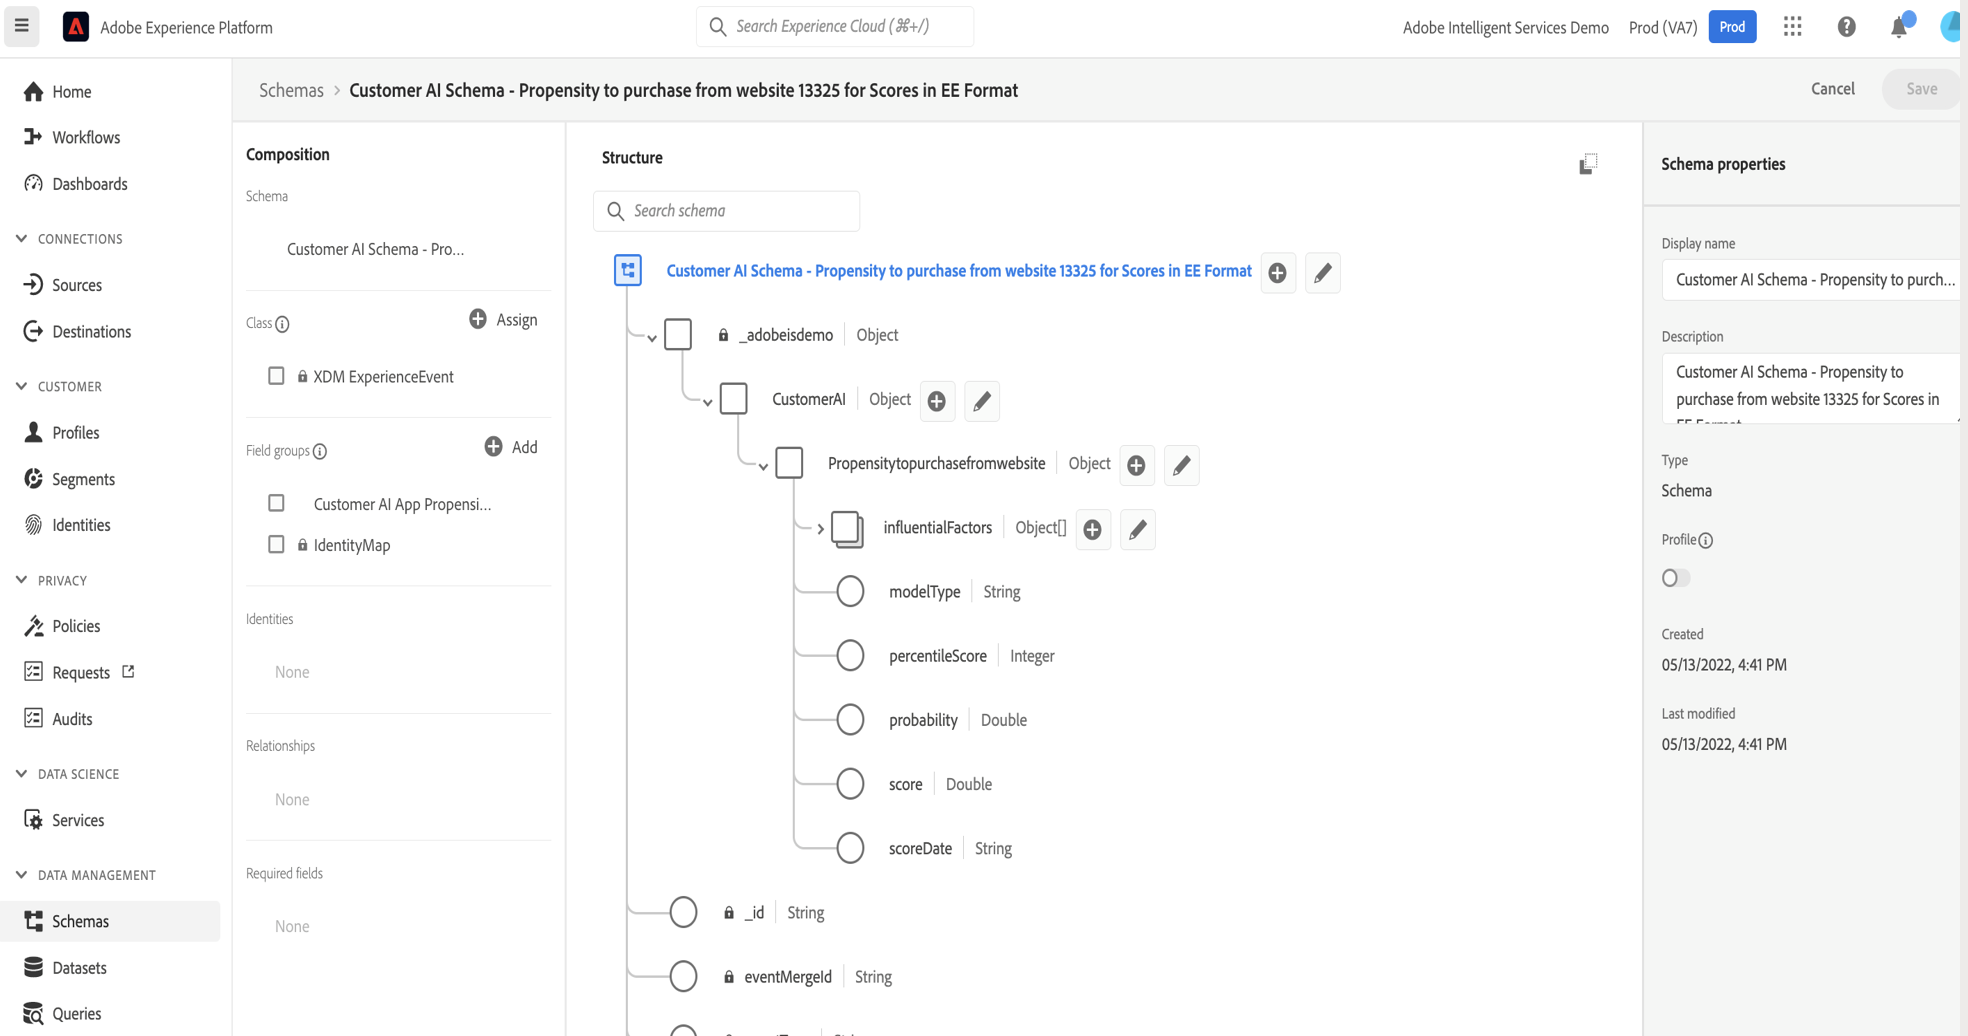 Adobe Experience Platform
Search Experience Cloud (⌘+/)
Adobe Intelligent Services Demo
Prod (VA7)
Prod
Home
Workflows
Dashboards
CONNECTIONS
Sources
Destinations
CUSTOMER
Profiles
Segments
Identities
PRIVACY
Policies
Requests
Audits
DATA SCIENCE
Services
DATA MANAGEMENT
Schemas
Datasets
Queries
Schemas > Customer AI Schema - Propensity to purchase from website 13325 for Scores in EE Format
Cancel
Save
Composition
Schema
Customer AI Schema - Pro...
Class
Assign
XDM ExperienceEvent
Field groups
Add
Customer AI App Propensi...
IdentityMap
Identities
None
Relationships
None
Required fields
None
Structure
Search schema
Customer AI Schema - Propensity to purchase from website 13325 for Scores in EE Format
_adobeisdemo | Object
CustomerAI | Object
Propensitytopurchasefromwebsite | Object
influentialFactors | Object[]
modelType | String
percentileScore | Integer
probability | Double
score | Double
scoreDate | String
_id | String
eventMergeId | String
Schema properties
Display name
Customer AI Schema - Propensity to purch...
Description
Customer AI Schema - Propensity to
purchase from website 13325 for Scores in
EE Format
Type
Schema
Profile
Created
05/13/2022, 4:41 PM
Last modified
05/13/2022, 4:41 PM